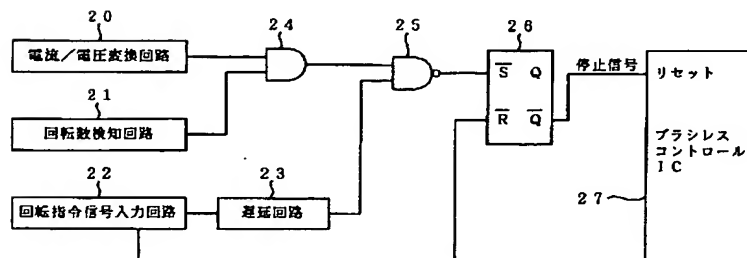 20
電流/電圧変換回路
21
回転数検知回路
22
回転指令信号入力回路
23
遅延回路
24
25
26
S Q
R Q
停止信号
リセット
ブラシレス
コントロール
IC
27